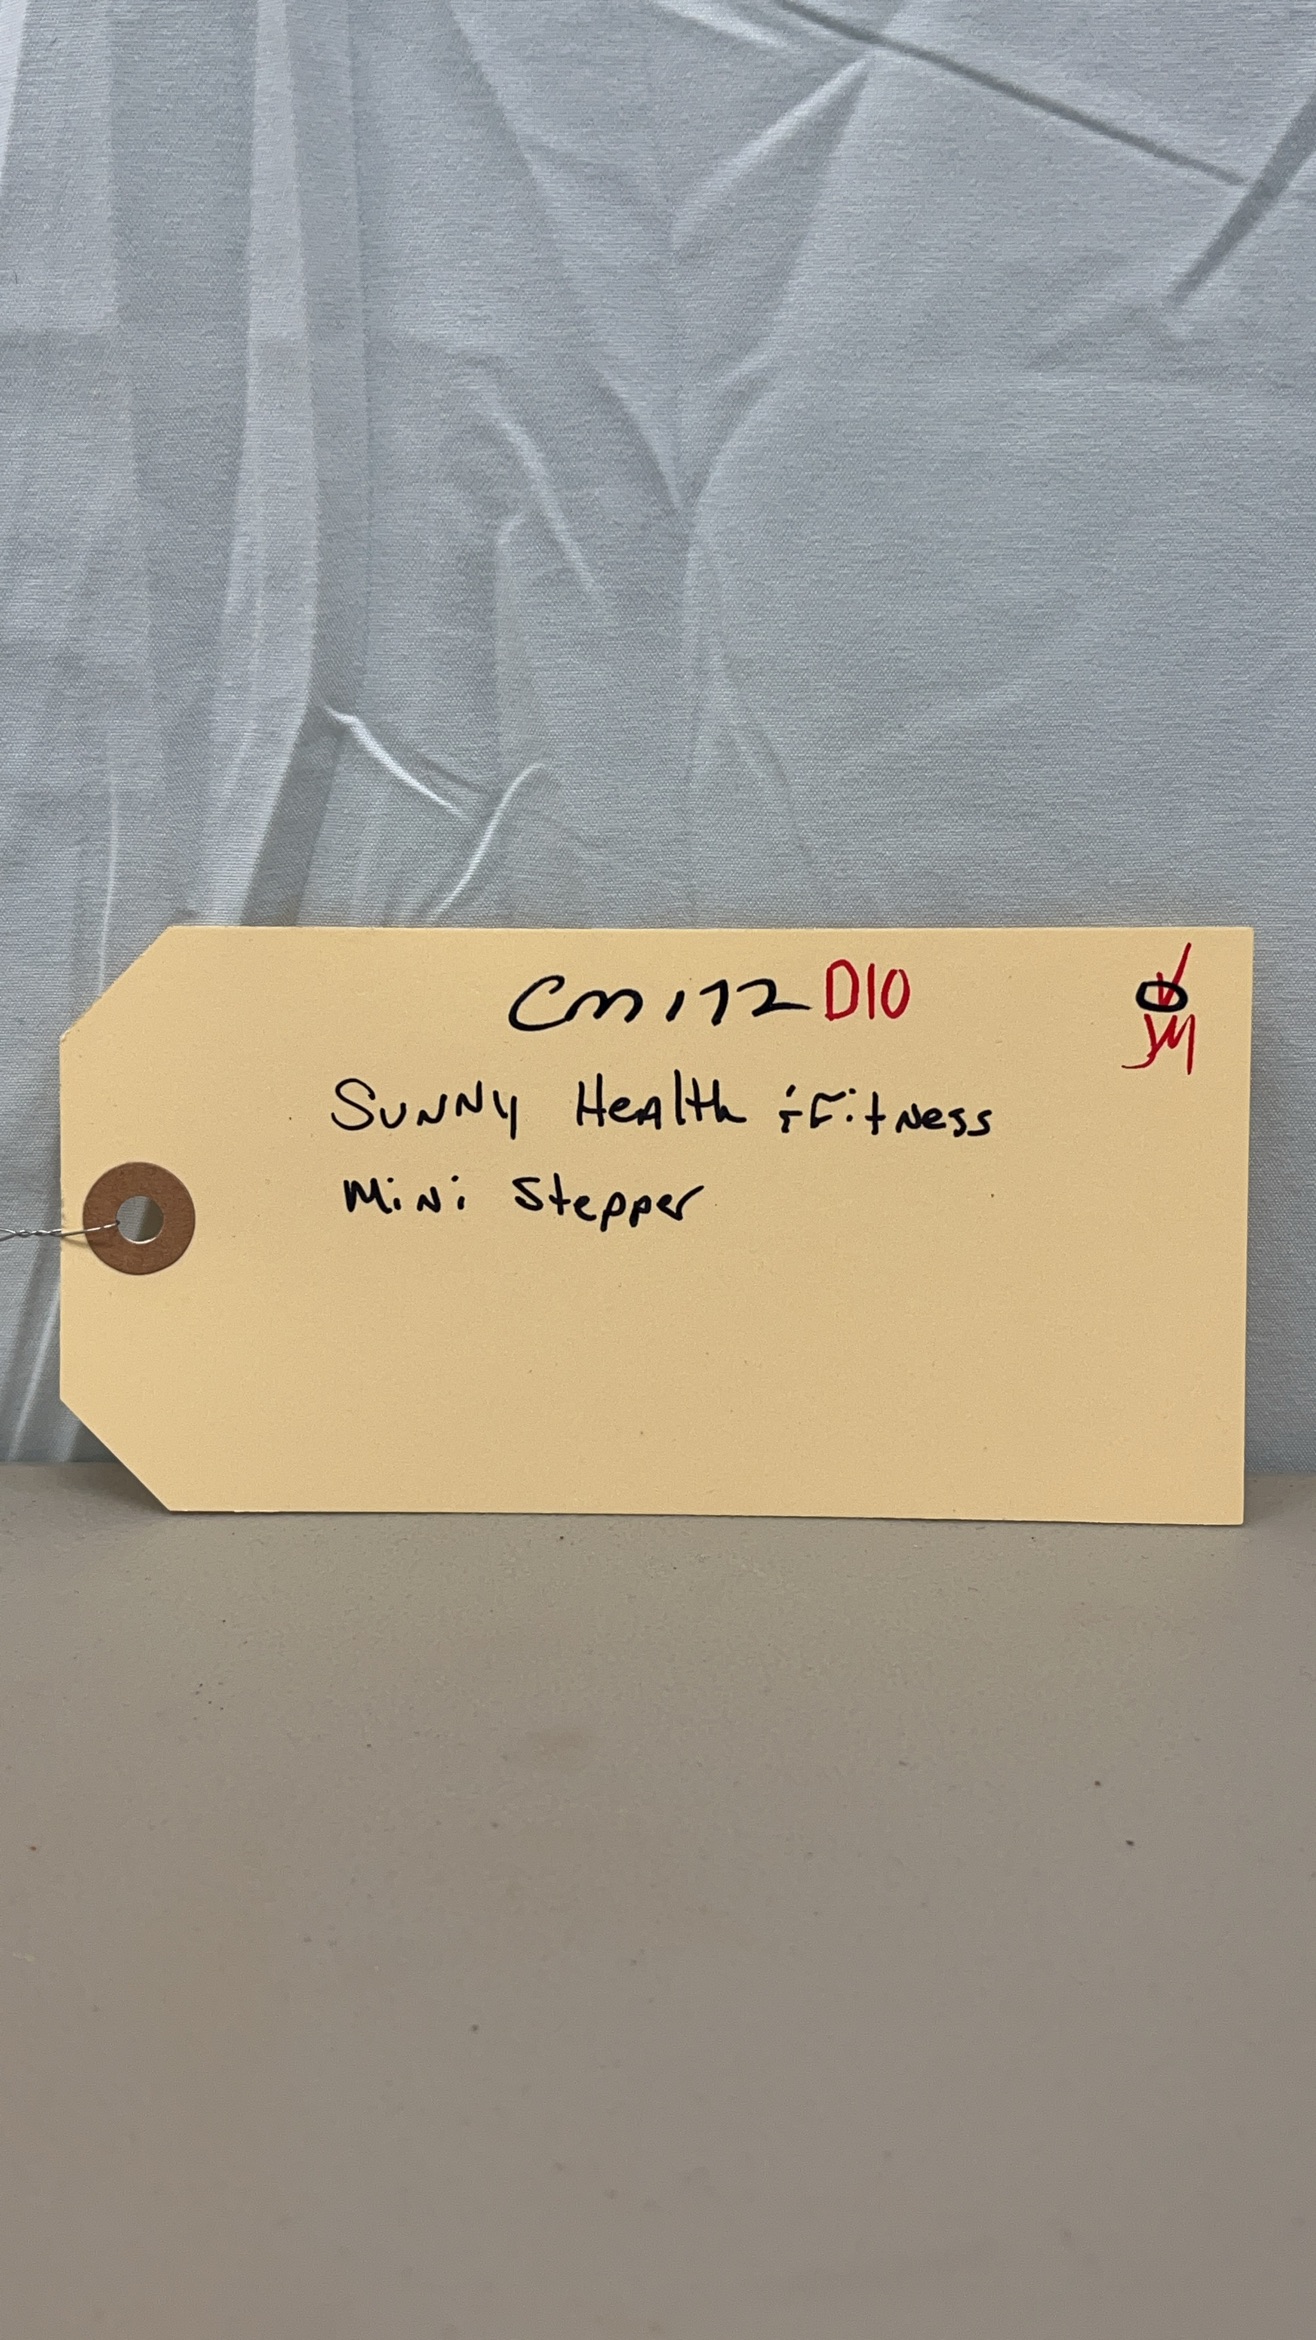 Cm172 D10
Sunny Health & Fitness
Mini Stepper